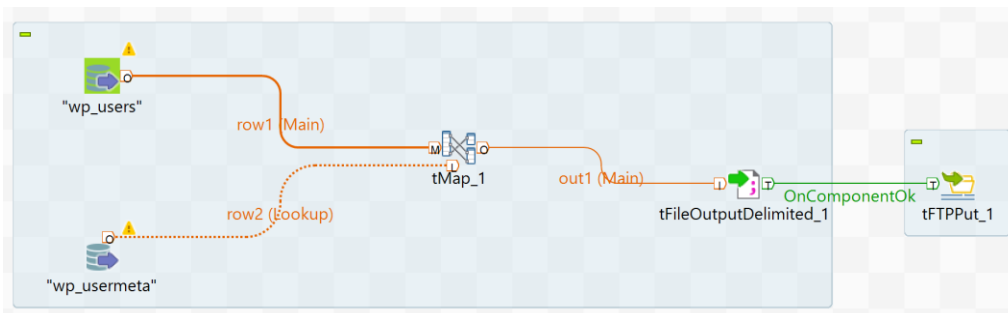 "wp_users"
row1 (Main)
M
O
I
tMap_1
out1 (Main)
row2 (Lookup)
O
"wp_usermeta"
I
T
tFileOutputDelimited_1
OnComponentOk
T
tFTPPut_1
O